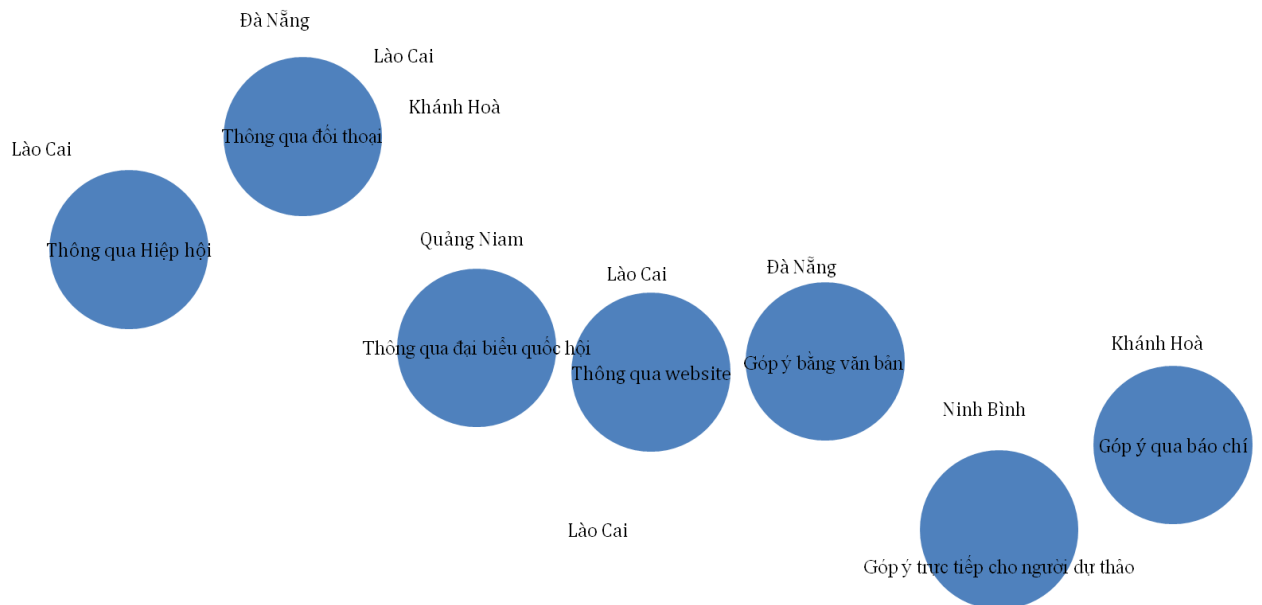 Đà Nẵng
Lào Cai
Khánh Hoà
Thông qua đối thoại
Lào Cai
Thông qua Hiệp hội
Quảng Niam
Lào Cai
Đà Nẵng
Thông qua đại biểu quốc hội
Thông qua website
Góp ý bằng văn bản
Khánh Hoà
Ninh Bình
Góp ý qua báo chí
Lào Cai
Góp ý trực tiếp cho người dự thảo